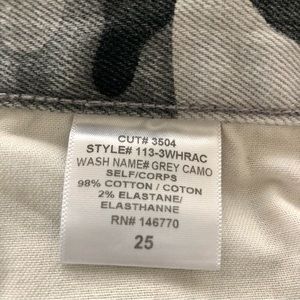 CUT# 3504
STYLE# 113-3WHRAC
WASH NAME# GREY CAMO
SELF/CORPS
98% COTTON / COTON
2% ELASTANE/
ELASTHANNE
RN# 146770
25